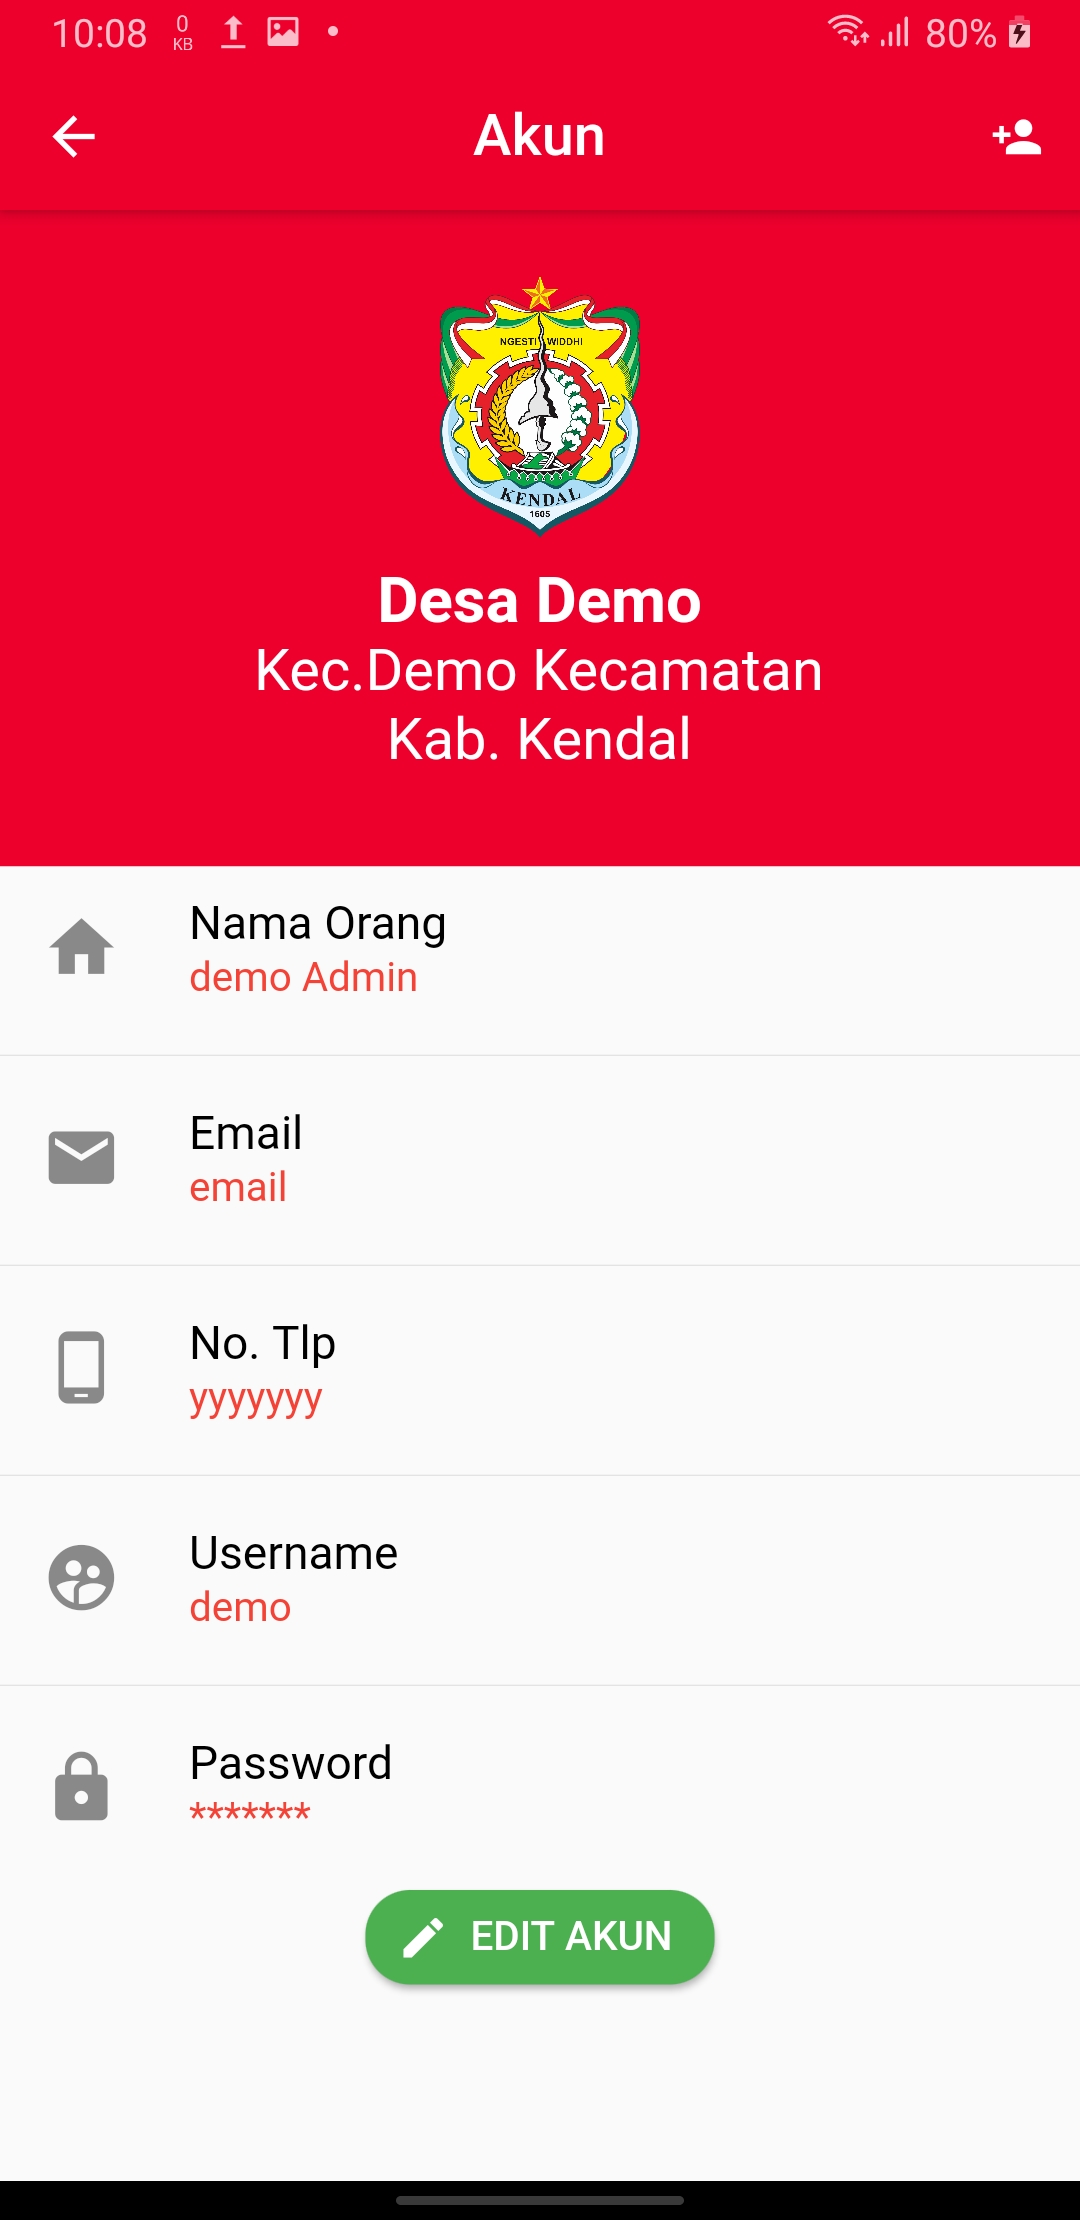 10:08 0 KB 80%
Akun
NGESTI WIDDHI
KENDAL
1605
Desa Demo
Kec.Demo Kecamatan
Kab. Kendal
Nama Orang
demo Admin
Email
email
No. Tlp
yyyyyyy
Username
demo
Password
*******
EDIT AKUN